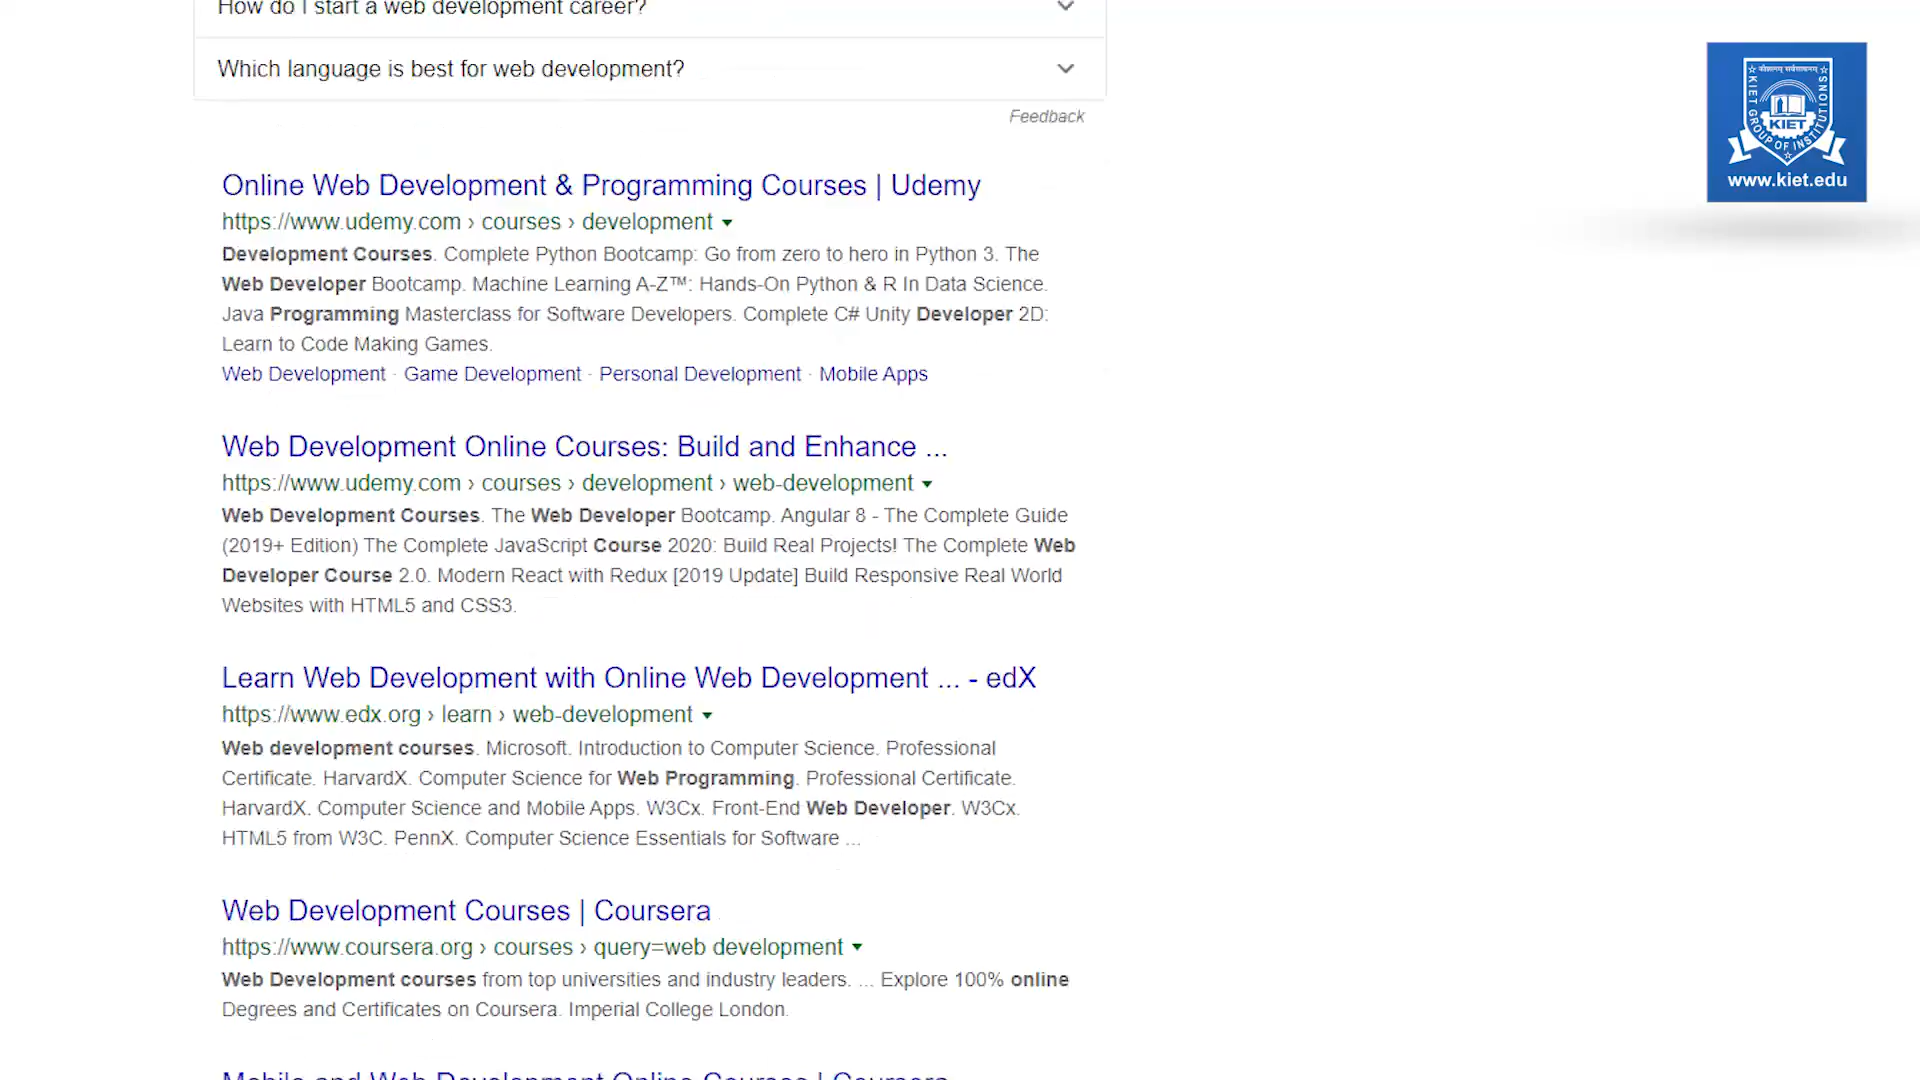 How do I start a web development career?
Which language is best for web development?
Feedback
Online Web Development & Programming Courses | Udemy
https://www.udemy.com › courses › development
Development Courses. Complete Python Bootcamp: Go from zero to hero in Python 3. The
Web Developer Bootcamp. Machine Learning A-Z™: Hands-On Python & R In Data Science.
Java Programming Masterclass for Software Developers. Complete C# Unity Developer 2D:
Learn to Code Making Games.
Web Development · Game Development · Personal Development · Mobile Apps
Web Development Online Courses: Build and Enhance ...
https://www.udemy.com › courses › development › web-development
Web Development Courses. The Web Developer Bootcamp. Angular 8 - The Complete Guide
(2019+ Edition) The Complete JavaScript Course 2020: Build Real Projects! The Complete Web
Developer Course 2.0. Modern React with Redux [2019 Update] Build Responsive Real World
Websites with HTML5 and CSS3.
Learn Web Development with Online Web Development ... - edX
https://www.edx.org › learn › web-development
Web development courses. Microsoft. Introduction to Computer Science. Professional
Certificate. HarvardX. Computer Science for Web Programming. Professional Certificate.
HarvardX. Computer Science and Mobile Apps. W3Cx. Front-End Web Developer. W3Cx.
HTML5 from W3C. PennX. Computer Science Essentials for Software ...
Web Development Courses | Coursera
https://www.coursera.org › courses › query=web development
Web Development courses from top universities and industry leaders. ... Explore 100% online
Degrees and Certificates on Coursera. Imperial College London.
Mobile and Web Development Online Courses | Coursera
KIET GROUP OF INSTITUTIONS
KIET
www.kiet.edu